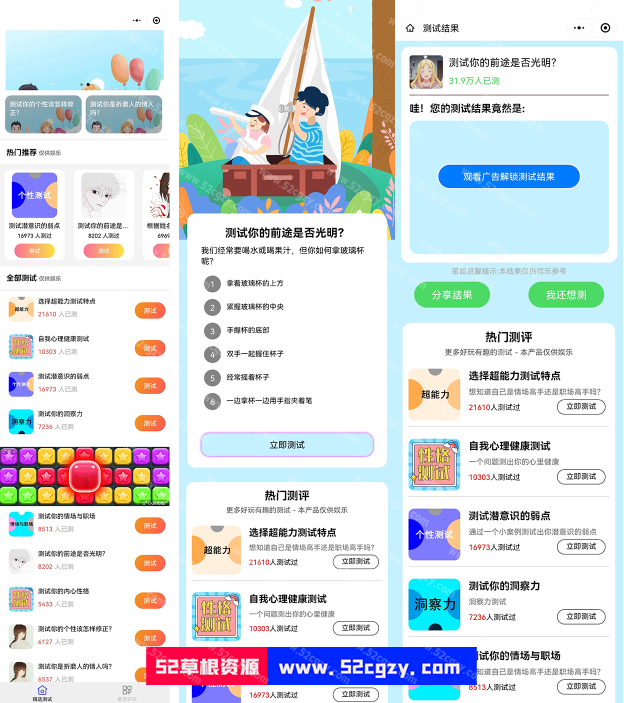 测试你的个性该怎样修正?
测试你是折磨人的情人吗?
热门推荐 仅供娱乐
个性测试
测试潜意识的弱点
16973 人测过
测试
测试你的前途是...
8202 人测过
测试
根据姓名
6969
全部测试 仅供娱乐
超能力
选择超能力测试特点
21610 人已测
测试
性格测试
自我心理健康测试
10303 人已测
测试
个性测试
测试潜意识的弱点
16973 人已测
测试
洞察力
测试你的洞察力
7236 人已测
测试
情场与职场
测试你的情场与职场
8513 人已测
测试
测试你的前途是否光明?
8202 人已测
测试
性格测试
测试你的内心性格
5433 人已测
测试
测试你的个性该怎样修正?
6127 人已测
测试
测试你是折磨人的情人吗?
6537 人已测
精选测试
更多好玩
测试你的前途是否光明?
我们经常要喝水或喝果汁，但你如何拿玻璃杯呢?
1 拿着玻璃杯的上方
2 紧握玻璃杯的中央
3 手握杯的底部
4 双手一起握住杯子
5 经常摇着杯子
6 一边拿杯一边用手指夹着笔
立即测试
热门测评
更多好玩有趣的测试 - 本产品仅供娱乐
超能力
选择超能力测试特点
想知道自己是情场高手还是职场高手吗?
21610人测试过
立即测试
性格测试
自我心理健康测试
一个问题测出你的心里健康
10303人测试过
立即测试
16973人测试过
立即测试
测试结果
测试你的前途是否光明?
31.9万人已测
哇！您的测试结果竟然是:
观看广告解锁测试结果
茁迎温馨提示:本结果仅供娱乐参考
分享结果
我还想测
热门测评
更多好玩有趣的测试 - 本产品仅供娱乐
超能力
选择超能力测试特点
想知道自己是情场高手还是职场高手吗?
21610人测试过
立即测试
性格测试
自我心理健康测试
一个问题测出你的心里健康
10303人测试过
立即测试
个性测试
测试潜意识的弱点
通过一个小案例测试出你潜意识的弱点
16973人测试过
立即测试
洞察力
测试你的洞察力
洞察力测试
7236人测试过
立即测试
测试你的情场与职场
想知道自己是情场高手还是职场高手吗?
8513人测试过
立即测试
52草根资源 www.52cgzy.com